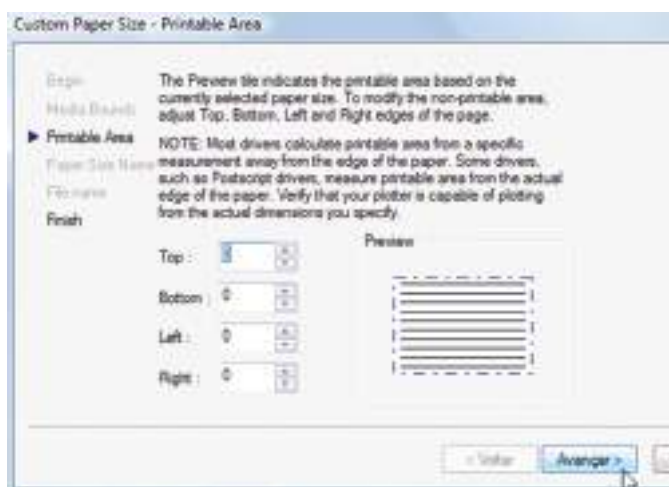 Custom Paper Size - Printable Area
Begin
Media Bounds
Printable Area
Paper Size Name
File name
Finish
The Preview tile indicates the printable area based on the
currently selected paper size. To modify the non-printable area,
adjust Top, Bottom, Left and Right edges of the page.
NOTE: Most drivers calculate printable area from a specific
measurement away from the edge of the paper. Some drivers,
such as Postscript drivers, measure printable area from the actual
edge of the paper. Verify that your plotter is capable of plotting
from the actual dimensions you specify.
Top : 0
Bottom : 0
Left : 0
Right : 0
Preview
< Voltar
Avançar >